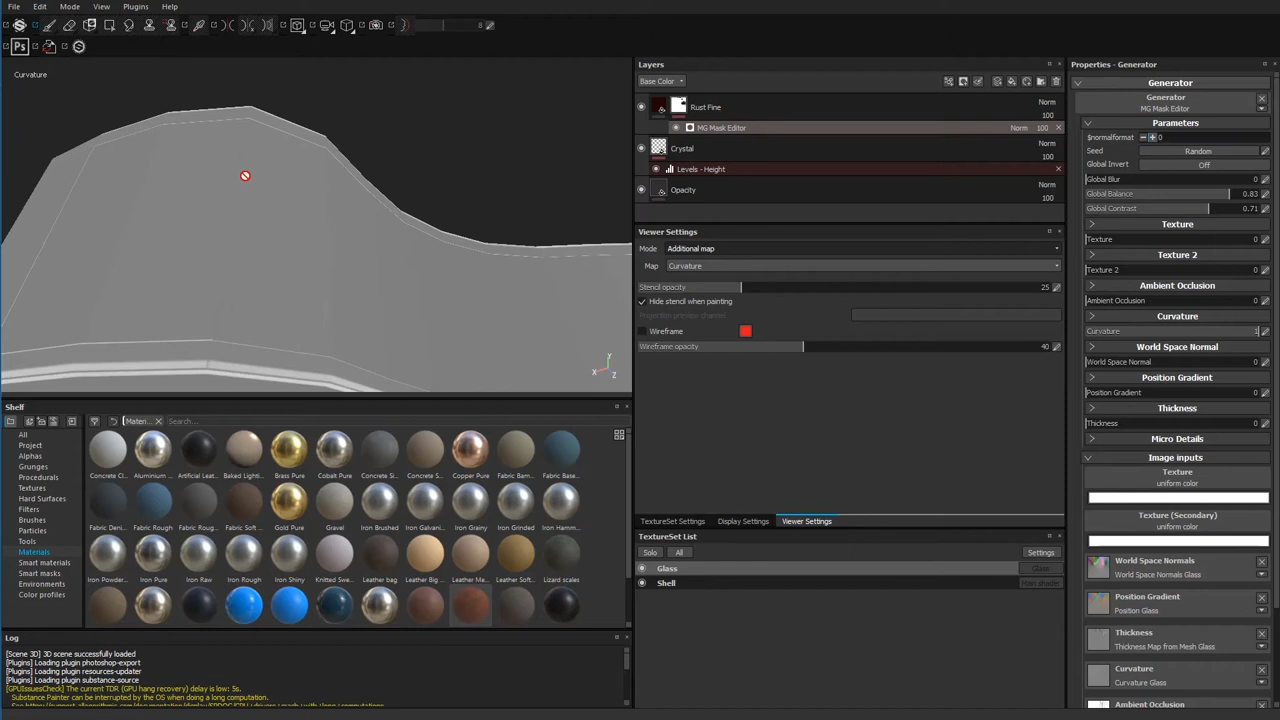 File Edit Mode View Plugins Help
8
Ps
Curvature
Y
X
Z
Layers
Base Color
Rust Fine Norm
100
MG Mask Editor Norm 100
Crystal Norm
100
Levels - Height
Opacity Norm
100
Viewer Settings
Mode Additional map
Map Curvature
Stencil opacity 25
Hide stencil when painting
Projection preview channel
Wireframe
Wireframe opacity 40
TextureSet Settings Display Settings Viewer Settings
TextureSet List
Solo All Settings
Glass Glass
Shell Main shader
Properties - Generator
Generator
Generator
MG Mask Editor
Parameters
$normalformat 0
Seed Random
Global Invert Off
Global Blur 0
Global Balance 0.83
Global Contrast 0.71
Texture
Texture 0
Texture 2
Texture 2 0
Ambient Occlusion
Ambient Occlusion 0
Curvature
Curvature 1
World Space Normal
World Space Normal 0
Position Gradient
Position Gradient 0
Thickness
Thickness 0
Micro Details
Image inputs
Texture
uniform color
Texture (Secondary)
uniform color
World Space Normals
World Space Normals Glass
Position Gradient
Position Glass
Thickness
Thickness Map from Mesh Glass
Curvature
Curvature Glass
Ambient Occlusion
Shelf
Materi... Search...
All
Project
Alphas
Grunges
Procedurals
Textures
Hard Surfaces
Filters
Brushes
Particles
Tools
Materials
Smart materials
Smart masks
Environments
Color profiles
Concrete Cl... Aluminium ... Artificial Leat... Baked Lighti... Brass Pure Cobalt Pure Concrete Si... Concrete S... Copper Pure Fabric Bam... Fabric Base...
Fabric Deni... Fabric Rough Fabric Roug... Fabric Soft ... Gold Pure Gravel Iron Brushed Iron Galvani... Iron Grainy Iron Grinded Iron Hamm...
Iron Powder... Iron Pure Iron Raw Iron Rough Iron Shiny Knitted Swe... Leather bag Leather Big ... Leather Me... Leather Soft... Lizard scales
Log
[Scene 3D] 3D scene successfully loaded
[Plugins] Loading plugin photoshop-export
[Plugins] Loading plugin resources-updater
[Plugins] Loading plugin substance-source
[GPUIssuesCheck] The current TDR (GPU hang recovery) delay is low: 5s.
Substance Painter can be interrupted by the OS when doing a long computation.